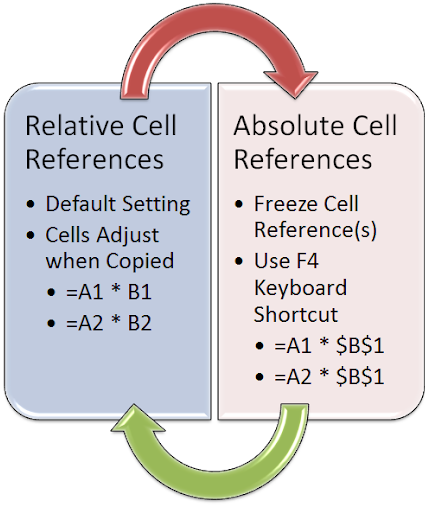 Relative Cell
References
• Default Setting
• Cells Adjust
when Copied
• =A1 * B1
• =A2 * B2
Absolute Cell
References
• Freeze Cell
Reference(s)
• Use F4
Keyboard
Shortcut
• =A1 * $B$1
• =A2 * $B$1